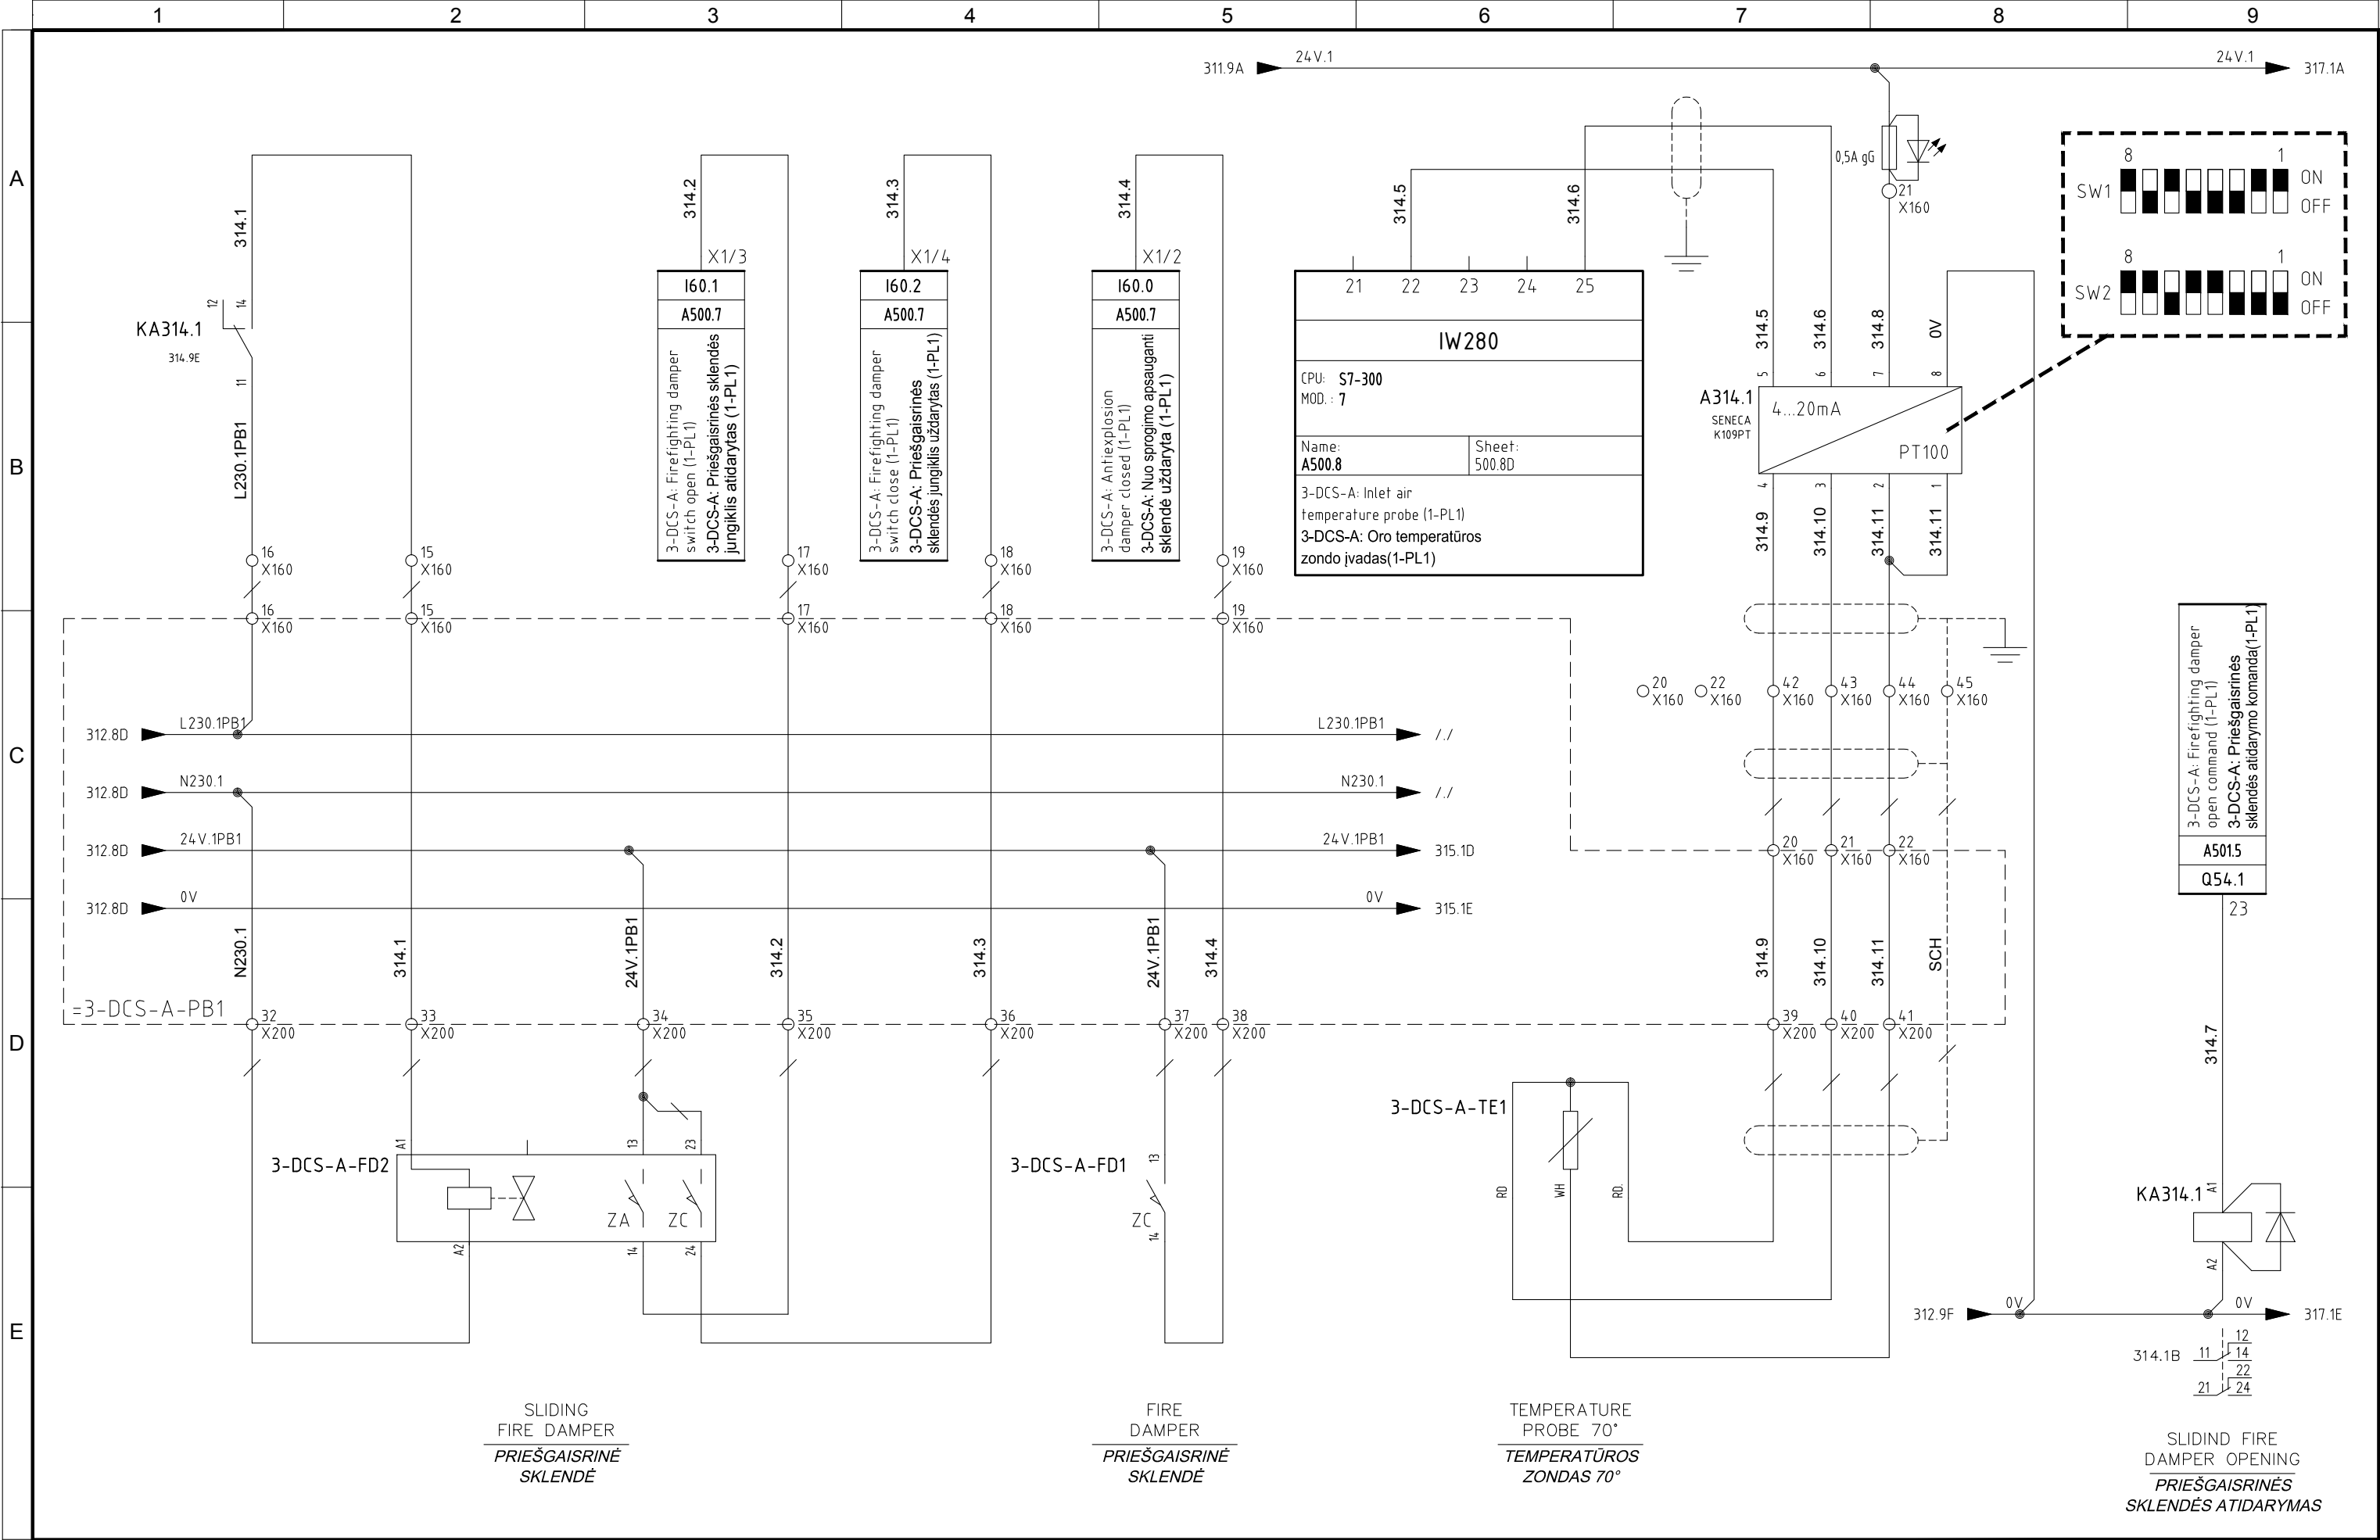 1 2 3 4 5 6 7 8 9
A
B
C
D
E
311.9A
24V.1
24V.1
317.1A
0,5A gG
21
X160
8 1
SW1
ON
OFF
8 1
SW2
ON
OFF
314.1
12
14
KA314.1
314.9E
11
L230.1PB1
16
X160
15
X160
16
X160
15
X160
314.2
X1/3
I60.1
A500.7
3-DCS-A: Firefighting damper
switch open (1-PL1)
3-DCS-A: Priešgaisrinės sklendės
jungiklis atidarytas (1-PL1)
17
X160
17
X160
314.3
X1/4
I60.2
A500.7
3-DCS-A: Firefighting damper
switch close (1-PL1)
3-DCS-A: Priešgaisrinės
sklendės jungiklis uždarytas (1-PL1)
18
X160
18
X160
314.4
X1/2
I60.0
A500.7
3-DCS-A: Antiexplosion
damper closed (1-PL1)
3-DCS-A: Nuo sprogimo apsauganti
sklendė uždaryta (1-PL1)
19
X160
19
X160
314.5
314.6
21 22 23 24 25
IW280
CPU: S7-300
MOD.: 7
Name:
A500.8
Sheet:
500.8D
3-DCS-A: Inlet air
temperature probe (1-PL1)
3-DCS-A: Oro temperatūros
zondo įvadas(1-PL1)
314.5
314.6
314.8
0V
5 6 7 8
A314.1
SENECA
K109PT
4...20mA
PT100
4 3 2 1
314.9
314.10
314.11
314.11
20
X160
22
X160
42
X160
43
X160
44
X160
45
X160
20
X160
21
X160
22
X160
3-DCS-A: Firefighting damper
open command (1-PL1)
3-DCS-A: Priešgaisrinės
sklendės atidarymo komanda(1-PL1)
A501.5
Q54.1
23
312.8D
L230.1PB1
L230.1PB1
/./
312.8D
N230.1
N230.1
/./
312.8D
24V.1PB1
24V.1PB1
315.1D
312.8D
0V
0V
315.1E
N230.1
314.1
24V.1PB1
314.2
314.3
24V.1PB1
314.4
314.9
314.10
314.11
SCH
314.7
=3-DCS-A-PB1
32
X200
33
X200
34
X200
35
X200
36
X200
37
X200
38
X200
39
X200
40
X200
41
X200
3-DCS-A-FD2
A1
13
23
ZA
ZC
A2
14
24
3-DCS-A-FD1
13
ZC
14
3-DCS-A-TE1
RD
WH
RD.
KA314.1
A1
A2
312.9F
0V
0V
317.1E
12
314.1B 11 14
22
21 24
SLIDING
FIRE DAMPER
PRIEŠGAISRINĖ
SKLENDĖ
FIRE
DAMPER
PRIEŠGAISRINĖ
SKLENDĖ
TEMPERATURE
PROBE 70°
TEMPERATŪROS
ZONDAS 70°
SLIDIND FIRE
DAMPER OPENING
PRIEŠGAISRINĖS
SKLENDĖS ATIDARYMAS